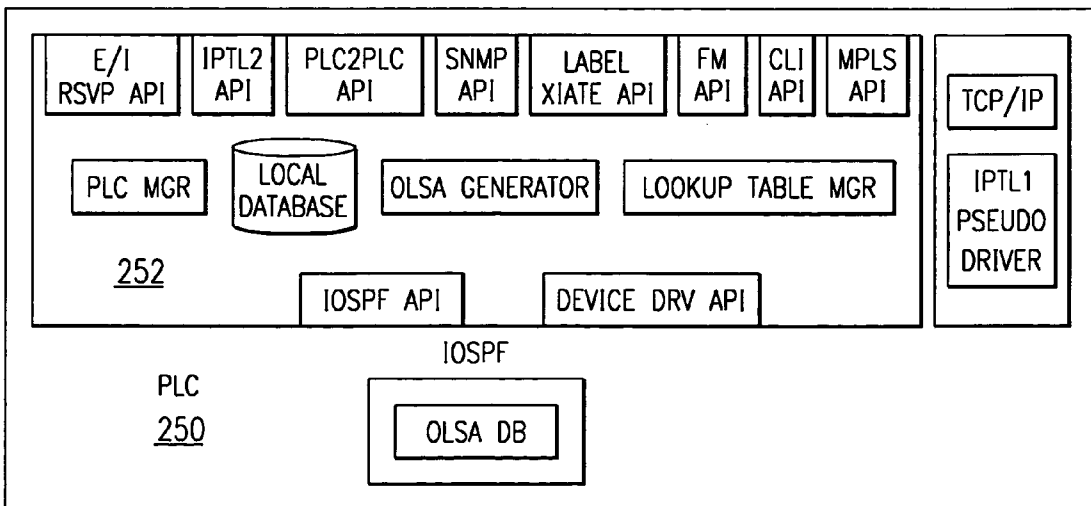 E/I
RSVP API
IPTL2
API
PLC2PLC
API
SNMP
API
LABEL
XIATE API
FM
API
CLI
API
MPLS
API
TCP/IP
PLC MGR
LOCAL
DATABASE
OLSA GENERATOR
LOOKUP TABLE MGR
IPTL1
PSEUDO
DRIVER
252
IOSPF API
DEVICE DRV API
IOSPF
PLC
250
OLSA DB